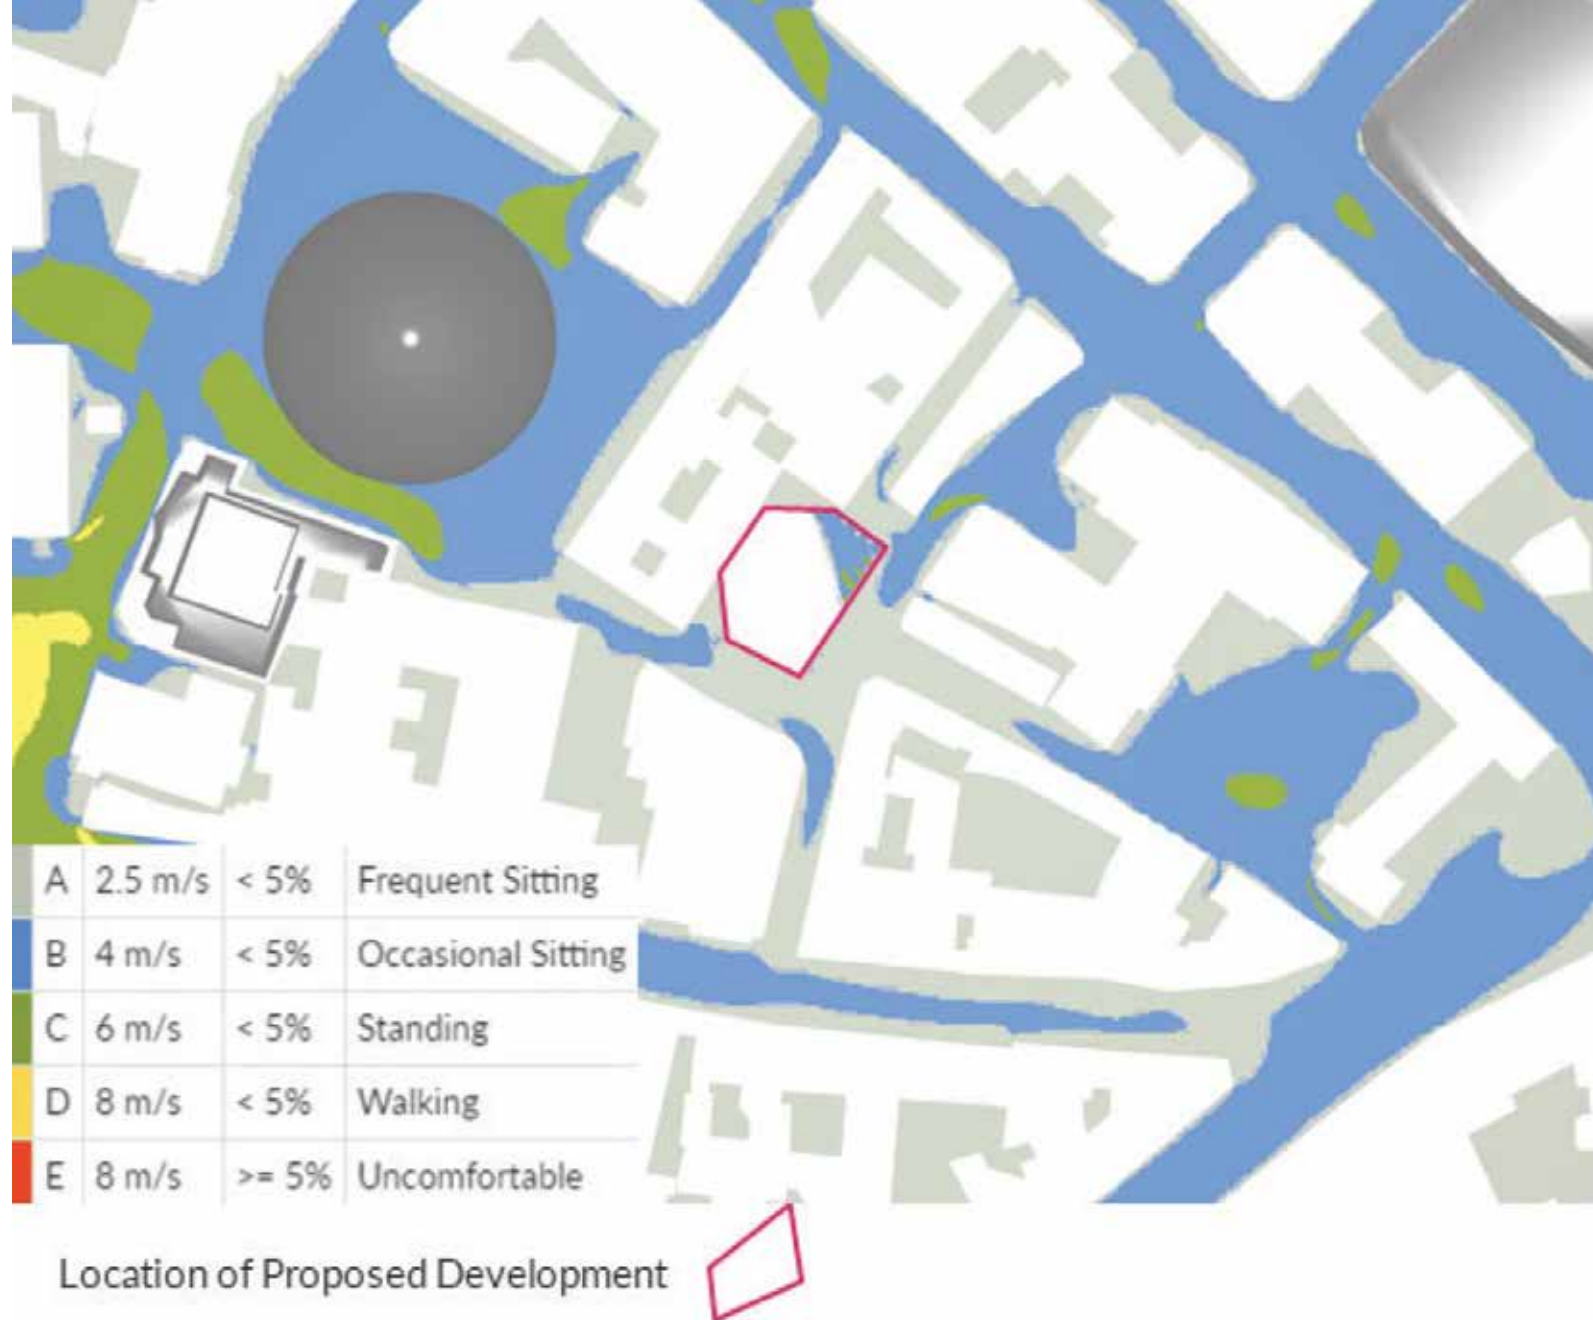 A 2.5 m/s < 5% Frequent Sitting
B 4 m/s < 5% Occasional Sitting
C 6 m/s < 5% Standing
D 8 m/s < 5% Walking
E 8 m/s >= 5% Uncomfortable
Location of Proposed Development